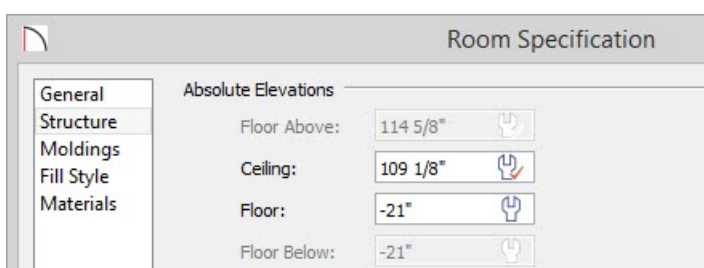 Room Specification
General
Structure
Moldings
Fill Style
Materials
Absolute Elevations
Floor Above: 114 5/8"
Ceiling: 109 1/8"
Floor: -21"
Floor Below: -21"